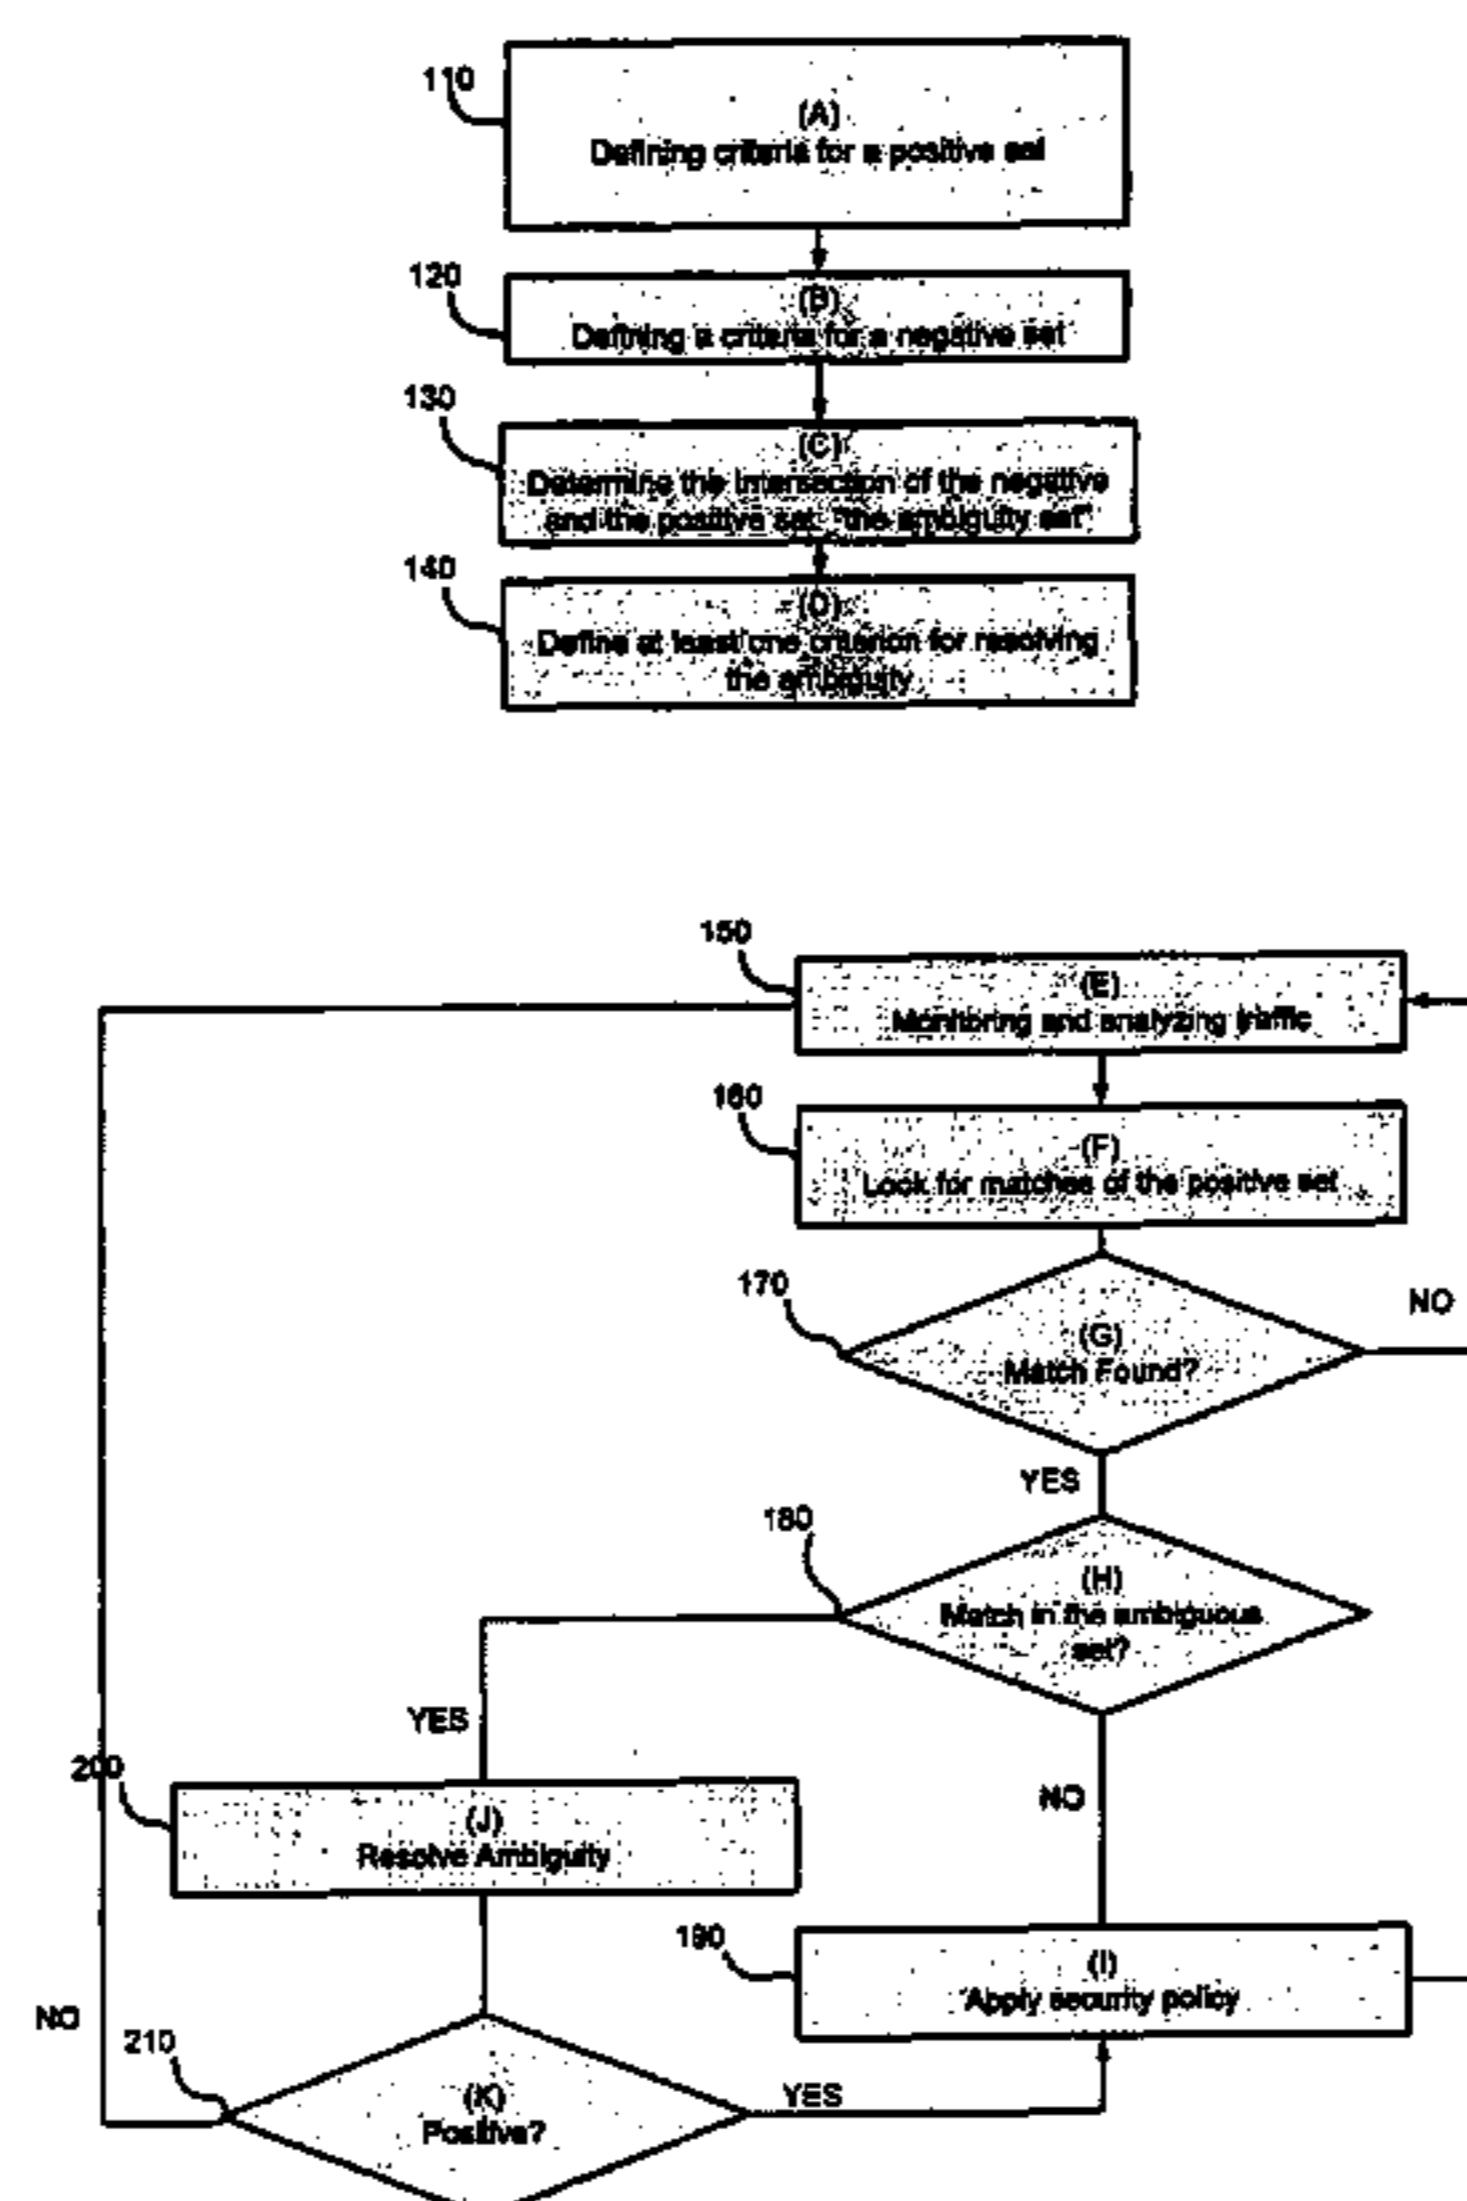 110
(A)
Defining criteria for a positive set
120
(B)
Defining a criteria for a negative set
130
(C)
Determine the intersection of the negative
and the positive set: "the ambiguity set"
140
(D)
Define at least one criterion for resolving
the ambiguity
150
(E)
Monitoring and analyzing traffic
160
(F)
Look for matches of the positive set
170
(G)
Match Found?
NO
YES
180
(H)
Match in the ambiguous
set?
YES
NO
200
(J)
Resolve Ambiguity
190
(I)
Apply security policy
NO
210
(K)
Positive?
YES